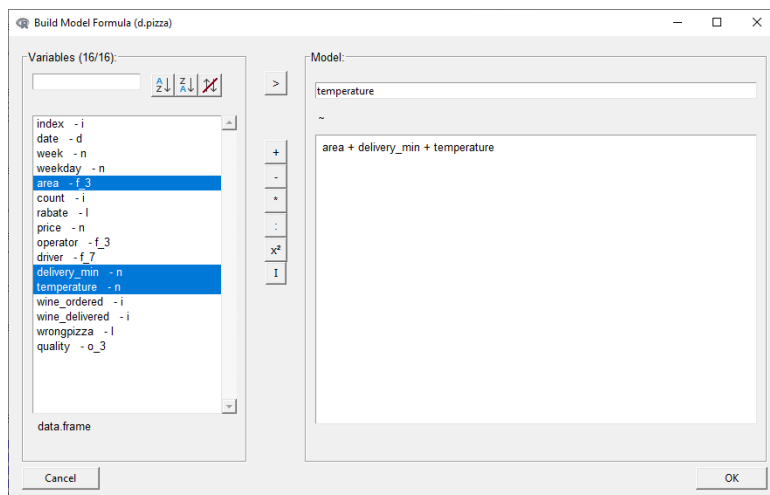 Build Model Formula (d.pizza)
Variables (16/16):
A
Z
Z
A
index - i
date - d
week - n
weekday - n
area - f_3
count - i
rabate - l
price - n
operator - f_3
driver - f_7
delivery_min - n
temperature - n
wine_ordered - i
wine_delivered - i
wrongpizza - l
quality - o_3
data.frame
Cancel
>
+
-
*
:
x²
I
Model:
temperature
~
area + delivery_min + temperature
OK